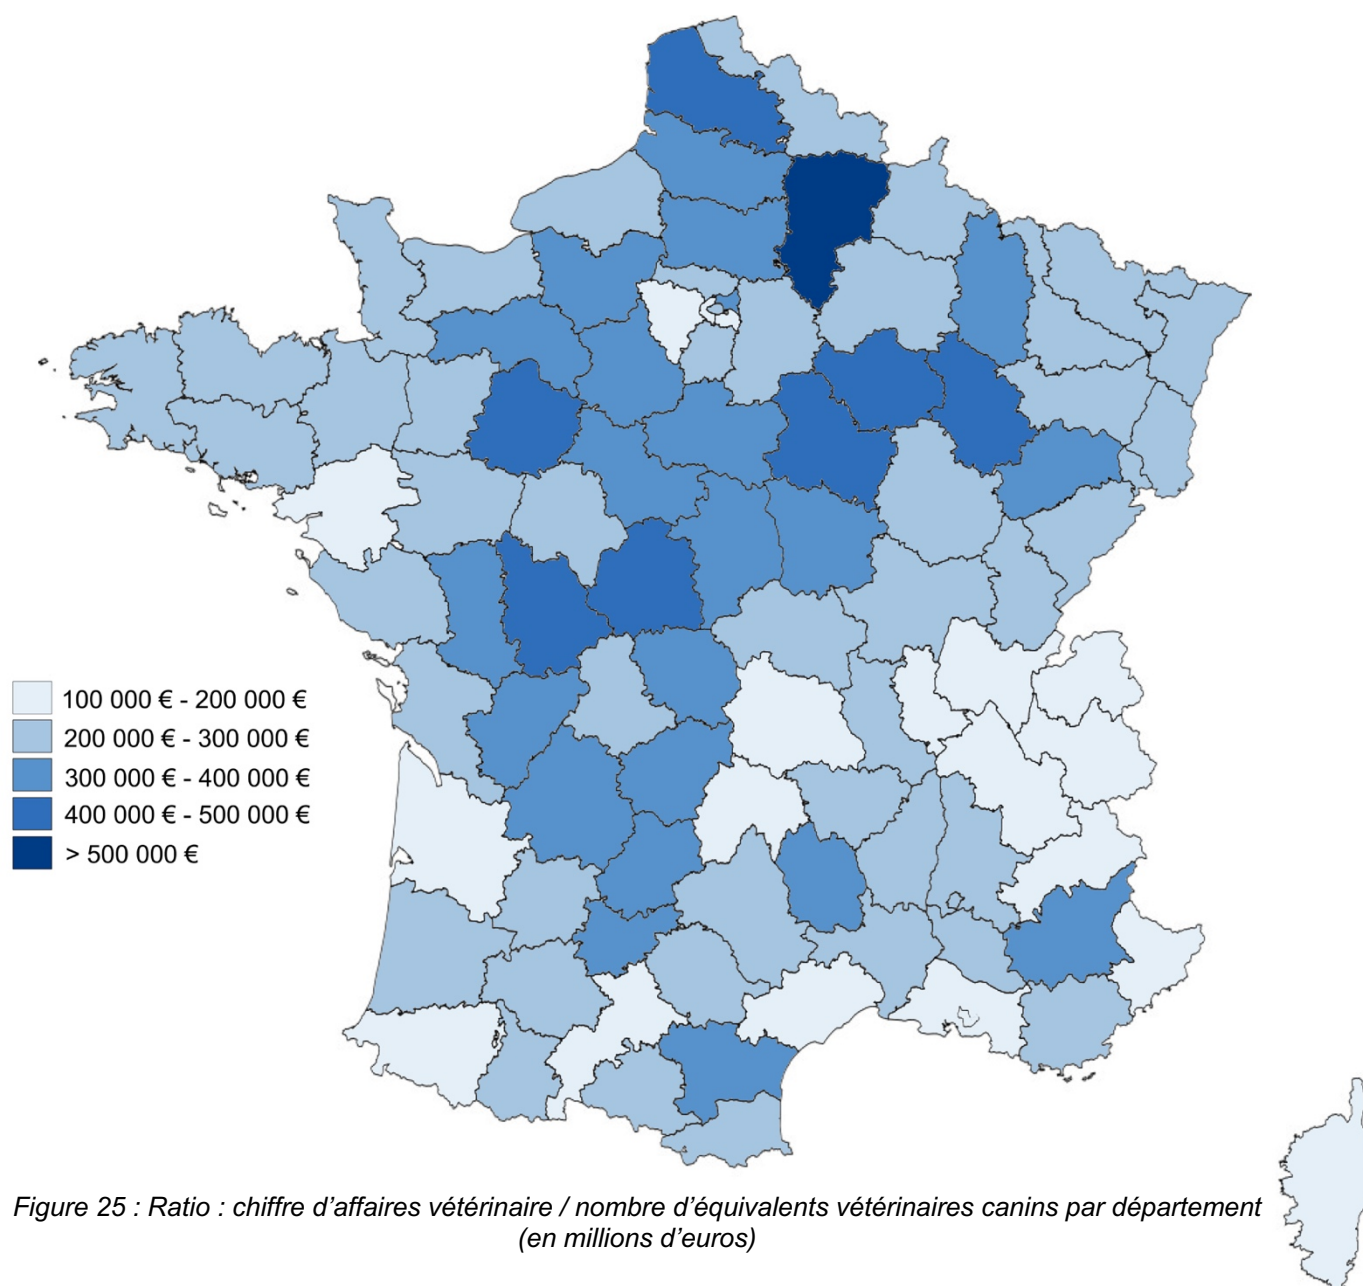 100 000 € - 200 000 €
200 000 € - 300 000 €
300 000 € - 400 000 €
400 000 € - 500 000 €
> 500 000 €
Figure 25 : Ratio : chiffre d’affaires vétérinaire / nombre d’équivalents vétérinaires canins par département
(en millions d’euros)